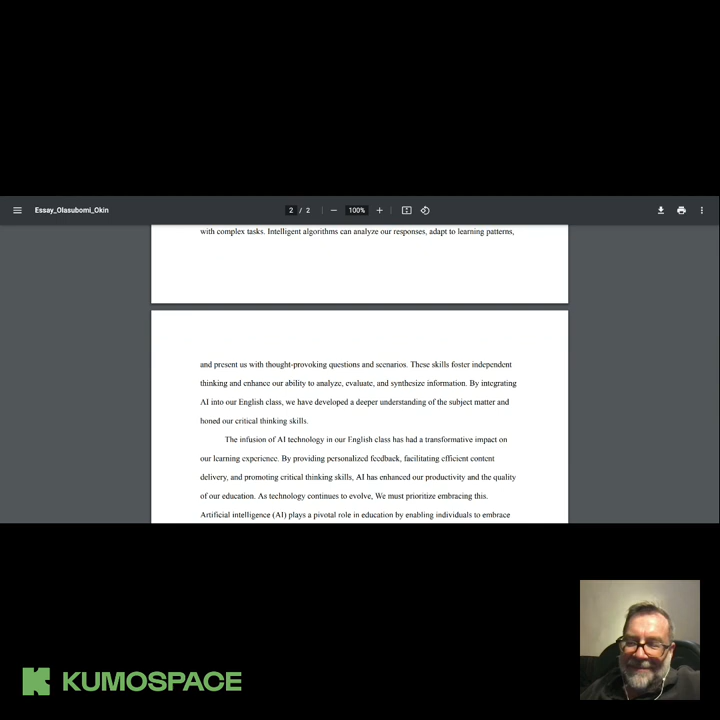 Essay_Olasubomi_Okin
2 / 2
100%
with complex tasks. Intelligent algorithms can analyze our responses, adapt to learning patterns,
and present us with thought-provoking questions and scenarios. These skills foster independent
thinking and enhance our ability to analyze, evaluate, and synthesize information. By integrating
AI into our English class, we have developed a deeper understanding of the subject matter and
honed our critical thinking skills.
The infusion of AI technology in our English class has had a transformative impact on
our learning experience. By providing personalized feedback, facilitating efficient content
delivery, and promoting critical thinking skills, AI has enhanced our productivity and the quality
of our education. As technology continues to evolve, We must prioritize embracing this.
Artificial intelligence (AI) plays a pivotal role in education by enabling individuals to embrace
KUMOSPACE